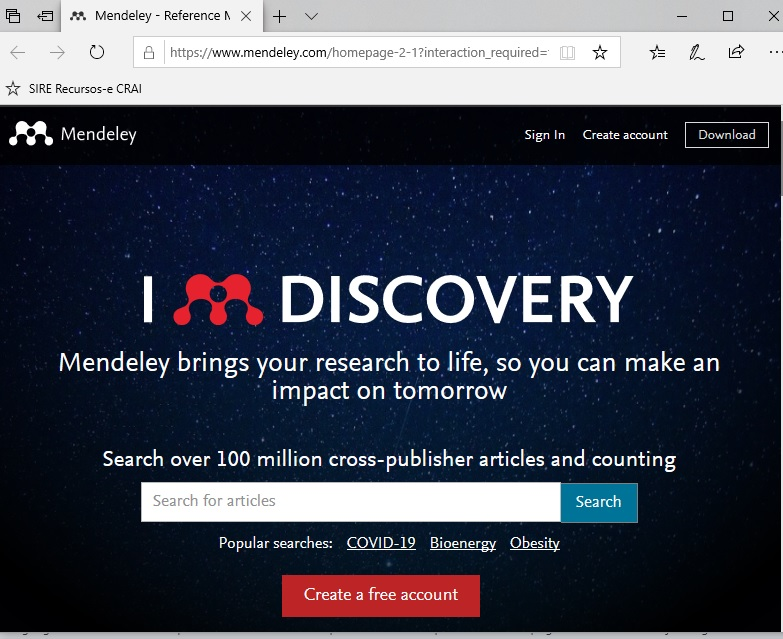 Mendeley - Reference M
https://www.mendeley.com/homepage-2-1?interaction_required=
SIRE Recursos-e CRAI
Mendeley
Sign In
Create account
Download
I DISCOVERY
Mendeley brings your research to life, so you can make an
impact on tomorrow
Search over 100 million cross-publisher articles and counting
Search for articles
Search
Popular searches: COVID-19 Bioenergy Obesity
Create a free account